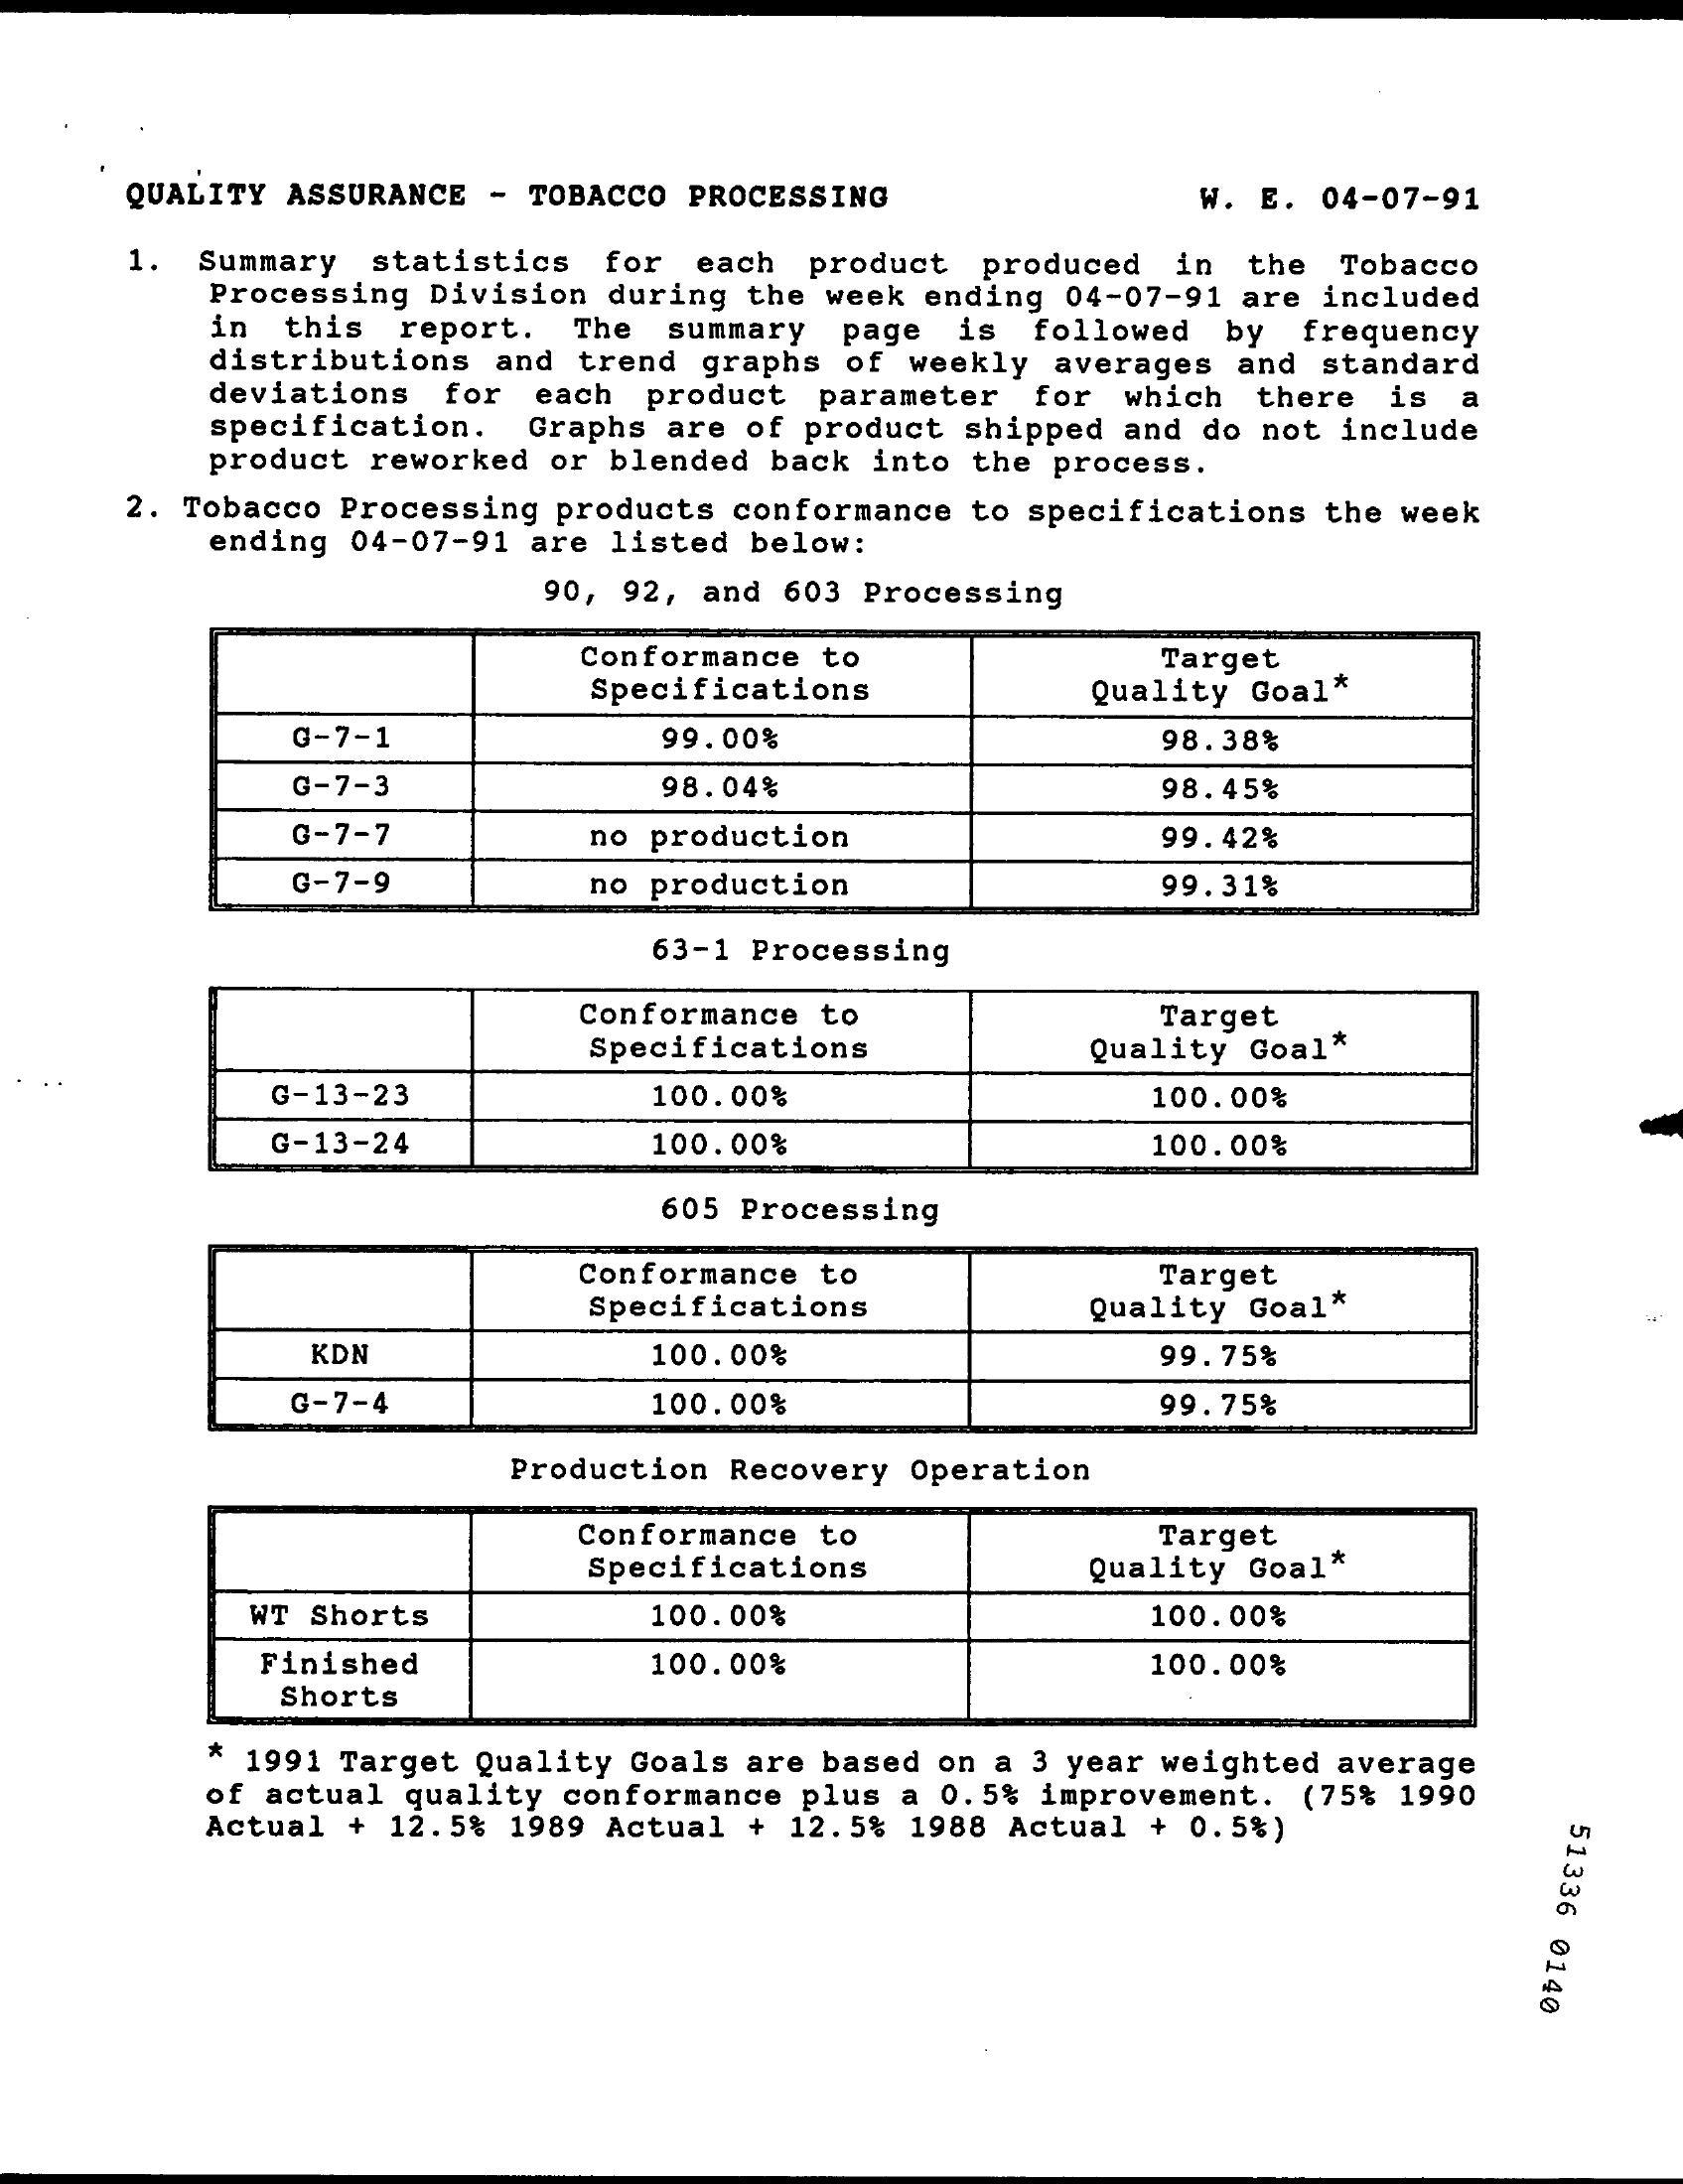 QUALITY ASSURANCE - TOBACCO PROCESSING W. E. 04-07-91
1. Summary statistics for each product produced in the Tobacco
Processing Division during the week ending 04-07-91 are included
in this report. The summary page is followed by frequency
distributions and trend graphs of weekly averages and standard
deviations for each product parameter for which there is a
specification. Graphs are of product shipped and do not include
product reworked or blended back into the process.
2. Tobacco Processing products conformance to specifications the week
ending 04-07-91 are listed below:
90, 92, and 603 Processing
Conformance to Target
Specifications Quality Goal*
G-7-1 99.00% 98.38%
G-7-3 98.04% 98.45%
G-7-7 no production 99.42%
G-7-9 no production 99.31%
63-1 Processing
Conformance to Target
Specifications Quality Goal*
G-13-23 100.00% 100.00%
G-13-24 100.00% 100.00%
605 Processing
Conformance to Target
Specifications Quality Goal*
KDN 100.00% 99.75%
G-7-4 100.00% 99.75%
Production Recovery Operation
Conformance to Target
Specifications Quality Goal*
WT Shorts 100.00% 100.00%
Finished 100.00% 100.00%
Shorts
* 1991 Target Quality Goals are based on a 3 year weighted average
of actual quality conformance plus a 0.5% improvement. (75% 1990
Actual + 12.5% 1989 Actual + 12.5% 1988 Actual + 0.5%)
51336 0140